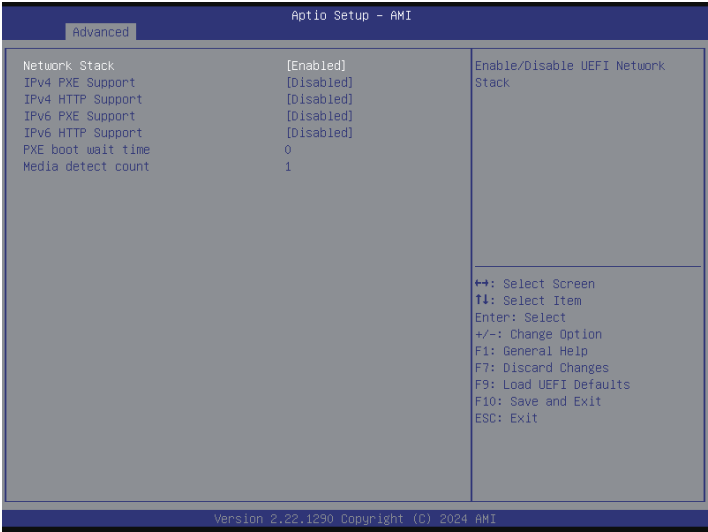 Aptio Setup - AMI
Advanced
Network Stack [Enabled]
IPv4 PXE Support [Disabled]
IPv4 HTTP Support [Disabled]
IPv6 PXE Support [Disabled]
IPv6 HTTP Support [Disabled]
PXE boot wait time 0
Media detect count 1
Enable/Disable UEFI Network
Stack
↔: Select Screen
↑↓: Select Item
Enter: Select
+/-: Change Option
F1: General Help
F7: Discard Changes
F9: Load UEFI Defaults
F10: Save and Exit
ESC: Exit
Version 2.22.1290 Copyright (C) 2024 AMI